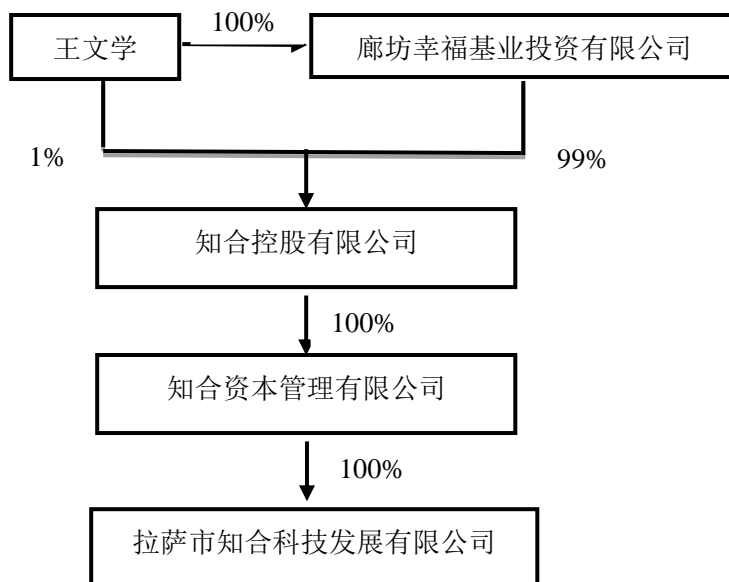 100%
王文学
廊坊幸福基业投资有限公司
1%
99%
知合控股有限公司
100%
知合资本管理有限公司
100%
拉萨市知合科技发展有限公司